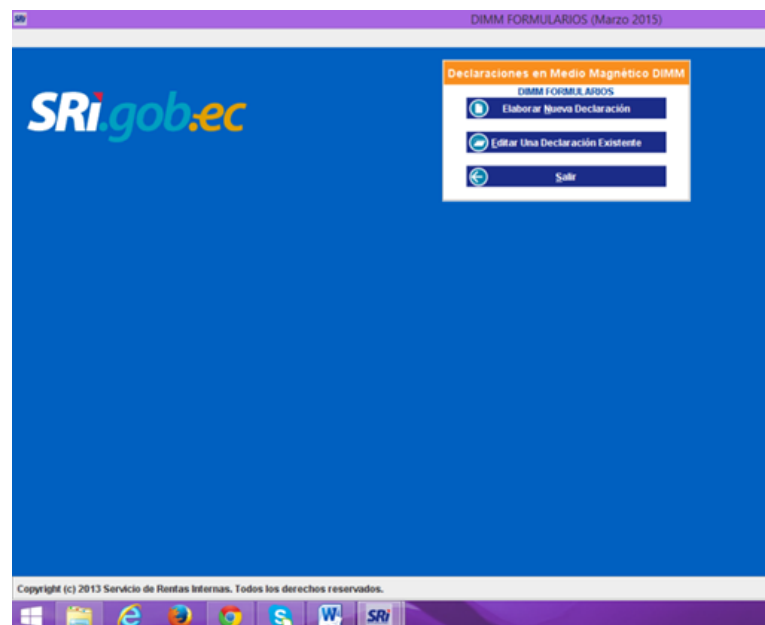 SRi
DIMM FORMULARIOS (Marzo 2015)
SRi.gob.ec
Declaraciones en Medio Magnético DIMM
DIMM FORMULARIOS
Elaborar Nueva Declaración
Editar Una Declaración Existente
Salir
Copyright (c) 2013 Servicio de Rentas Internas. Todos los derechos reservados.
S
W
SRi